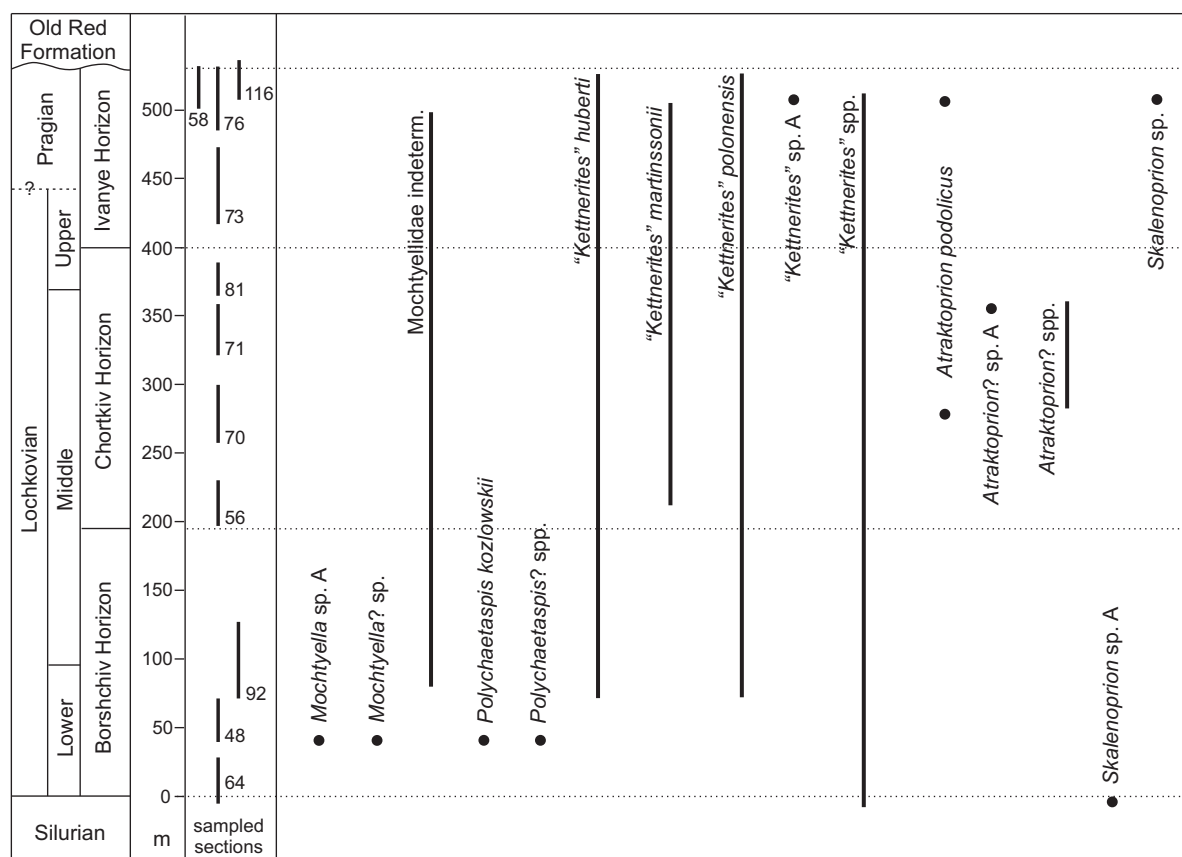 Old Red
Formation
Pragian
?
Lochkovian
Upper
Middle
Lower
Silurian
Ivanye Horizon
Chortkiv Horizon
Borshchiv Horizon
500
450
400
350
300
250
200
150
100
50
0
m
116
58
76
73
81
71
70
56
92
48
64
sampled
sections
Mochtyella sp. A
Mochtyella? sp.
Mochtyellidae indeterm.
Polychaetaspis kozlowskii
Polychaetaspis? spp.
“Kettnerites” huberti
“Kettnerites” martinssonii
“Kettnerites” polonensis
“Kettnerites” sp. A
“Kettnerites” spp.
Atraktoprion podolicus
Atraktoprion? sp. A
Atraktoprion? spp.
Skalenoprion sp. A
Skalenoprion sp.